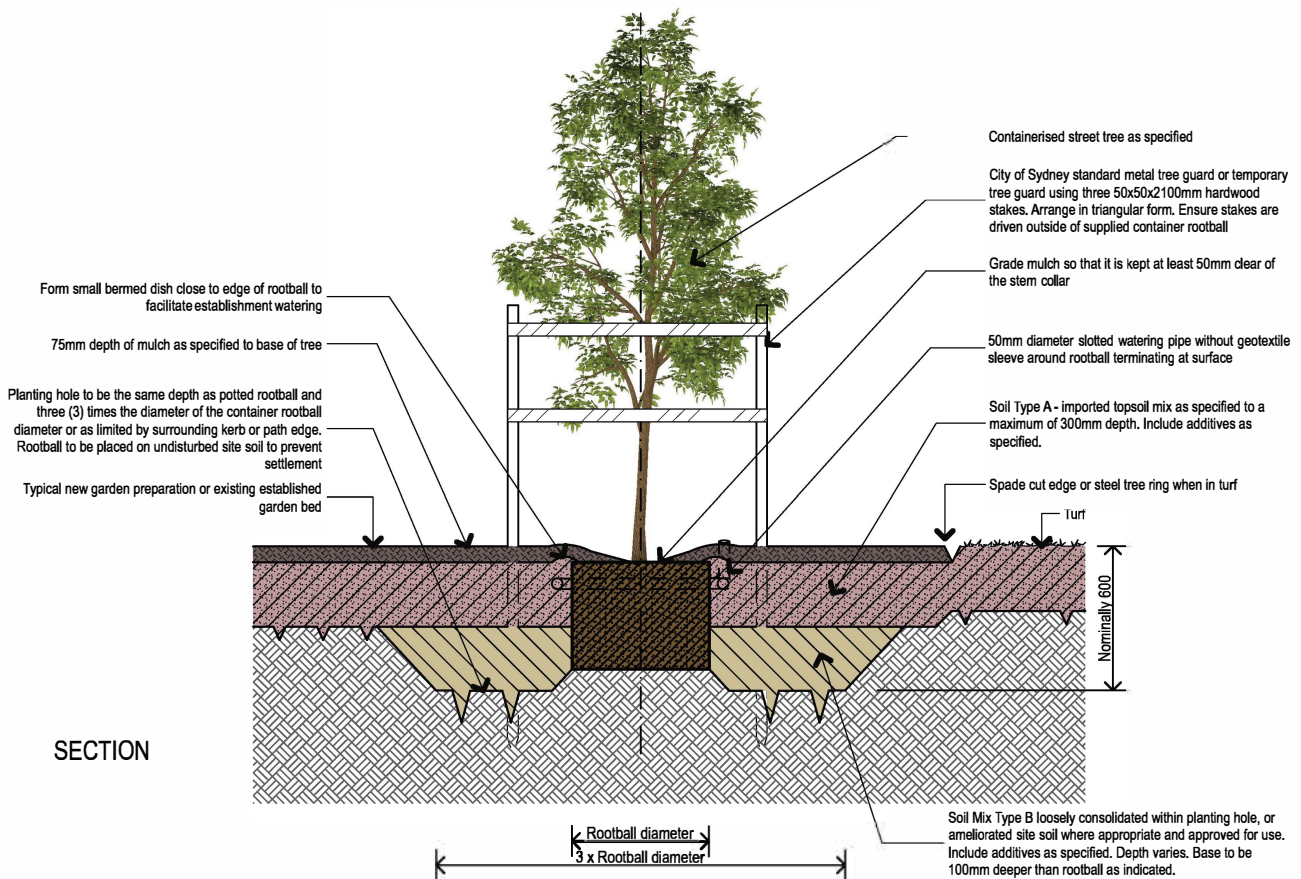 Containerised street tree as specified
City of Sydney standard metal tree guard or temporary
tree guard using three 50x50x2100mm hardwood
stakes. Arrange in triangular form. Ensure stakes are
driven outside of supplied container rootball
Grade mulch so that it is kept at least 50mm clear of
the stem collar
50mm diameter slotted watering pipe without geotextile
sleeve around rootball terminating at surface
Soil Type A - imported topsoil mix as specified to a
maximum of 300mm depth. Include additives as
specified.
Spade cut edge or steel tree ring when in turf
Turf
Form small bermed dish close to edge of rootball to
facilitate establishment watering
75mm depth of mulch as specified to base of tree
Planting hole to be the same depth as potted rootball and
three (3) times the diameter of the container rootball
diameter or as limited by surrounding kerb or path edge.
Rootball to be placed on undisturbed site soil to prevent
settlement
Typical new garden preparation or existing established
garden bed
Nominally 600
SECTION
Rootball diameter
3 x Rootball diameter
Soil Mix Type B loosely consolidated within planting hole, or
ameliorated site soil where appropriate and approved for use.
Include additives as specified. Depth varies. Base to be
100mm deeper than rootball as indicated.